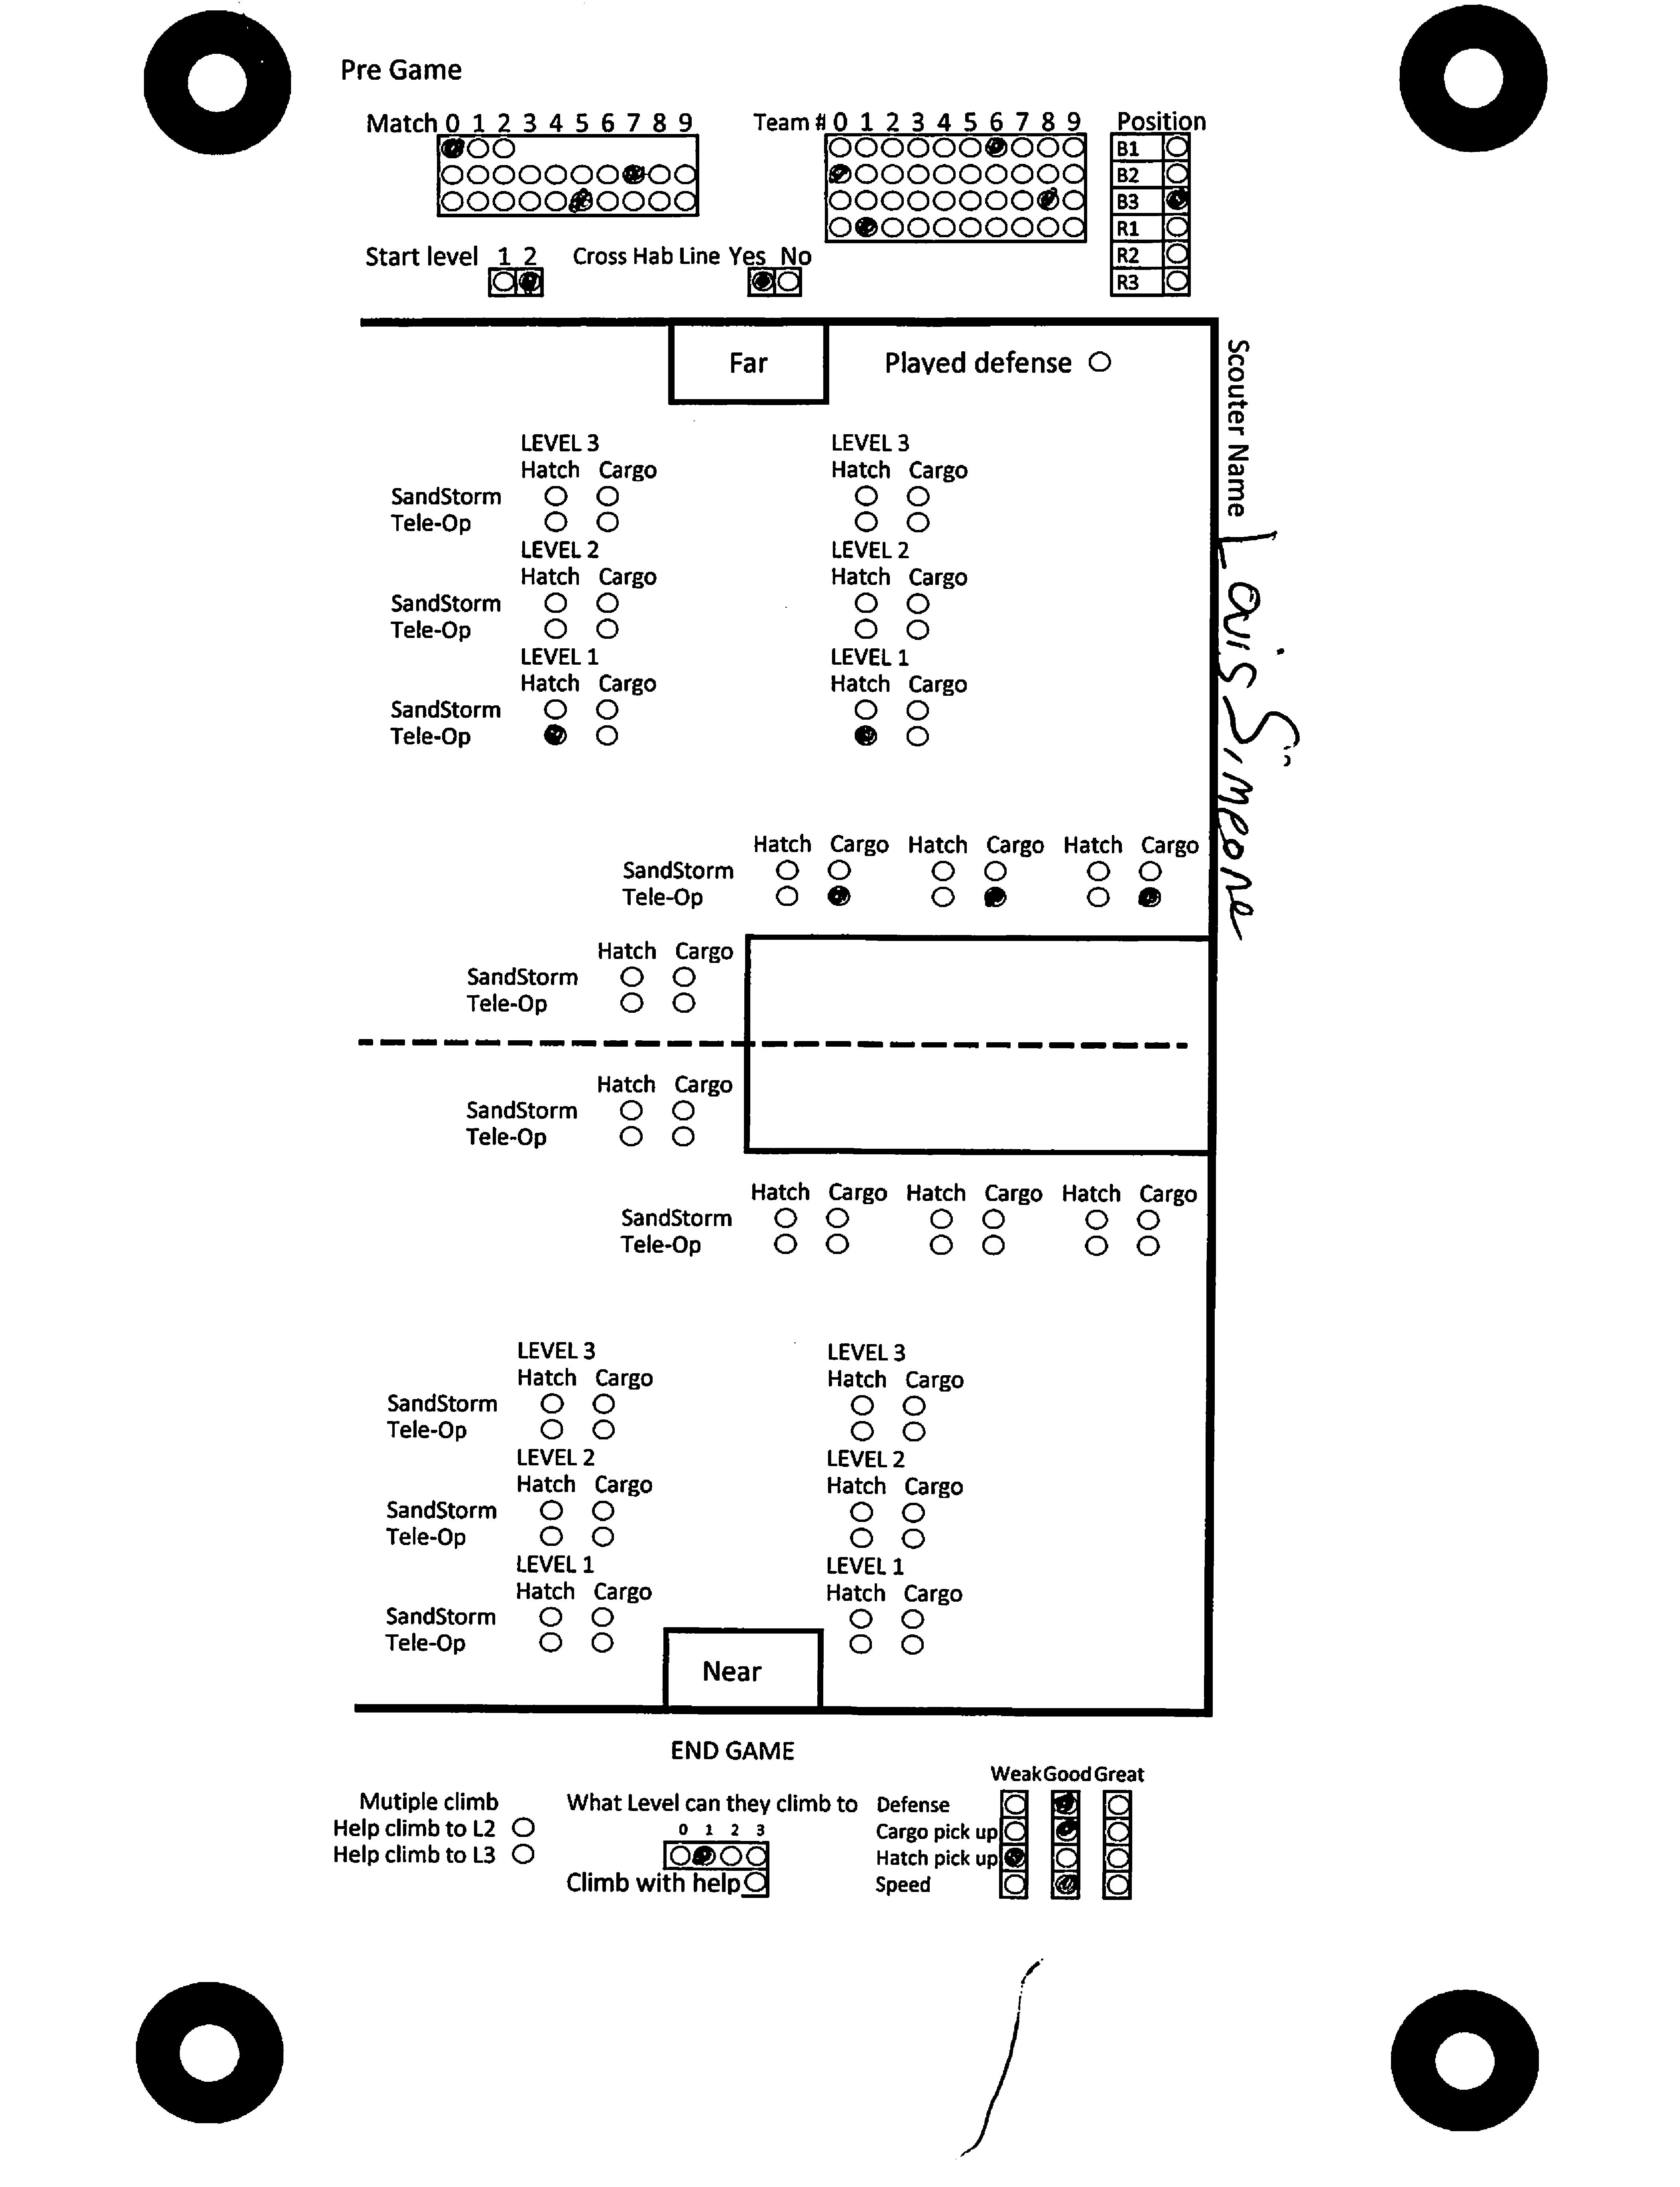 Pre Game
Match 0 1 2 3 4 5 6 7 8 9
Team # 0 1 2 3 4 5 6 7 8 9
Position
B1
B2
B3
R1
R2
R3
Start level 1 2
Cross Hab Line Yes No
Far
Played defense
Scouter Name Louis Simeone
LEVEL 3 LEVEL 3
Hatch Cargo Hatch Cargo
SandStorm
Tele-Op
LEVEL 2 LEVEL 2
Hatch Cargo Hatch Cargo
SandStorm
Tele-Op
LEVEL 1 LEVEL 1
Hatch Cargo Hatch Cargo
SandStorm
Tele-Op
Hatch Cargo Hatch Cargo Hatch Cargo
SandStorm
Tele-Op
Hatch Cargo
SandStorm
Tele-Op
Hatch Cargo
SandStorm
Tele-Op
Hatch Cargo Hatch Cargo Hatch Cargo
SandStorm
Tele-Op
LEVEL 3 LEVEL 3
Hatch Cargo Hatch Cargo
SandStorm
Tele-Op
LEVEL 2 LEVEL 2
Hatch Cargo Hatch Cargo
SandStorm
Tele-Op
LEVEL 1 LEVEL 1
Hatch Cargo Hatch Cargo
SandStorm
Tele-Op
Near
END GAME
Mutiple climb
Help climb to L2
Help climb to L3
What Level can they climb to
0 1 2 3
Climb with help
Weak Good Great
Defense
Cargo pick up
Hatch pick up
Speed